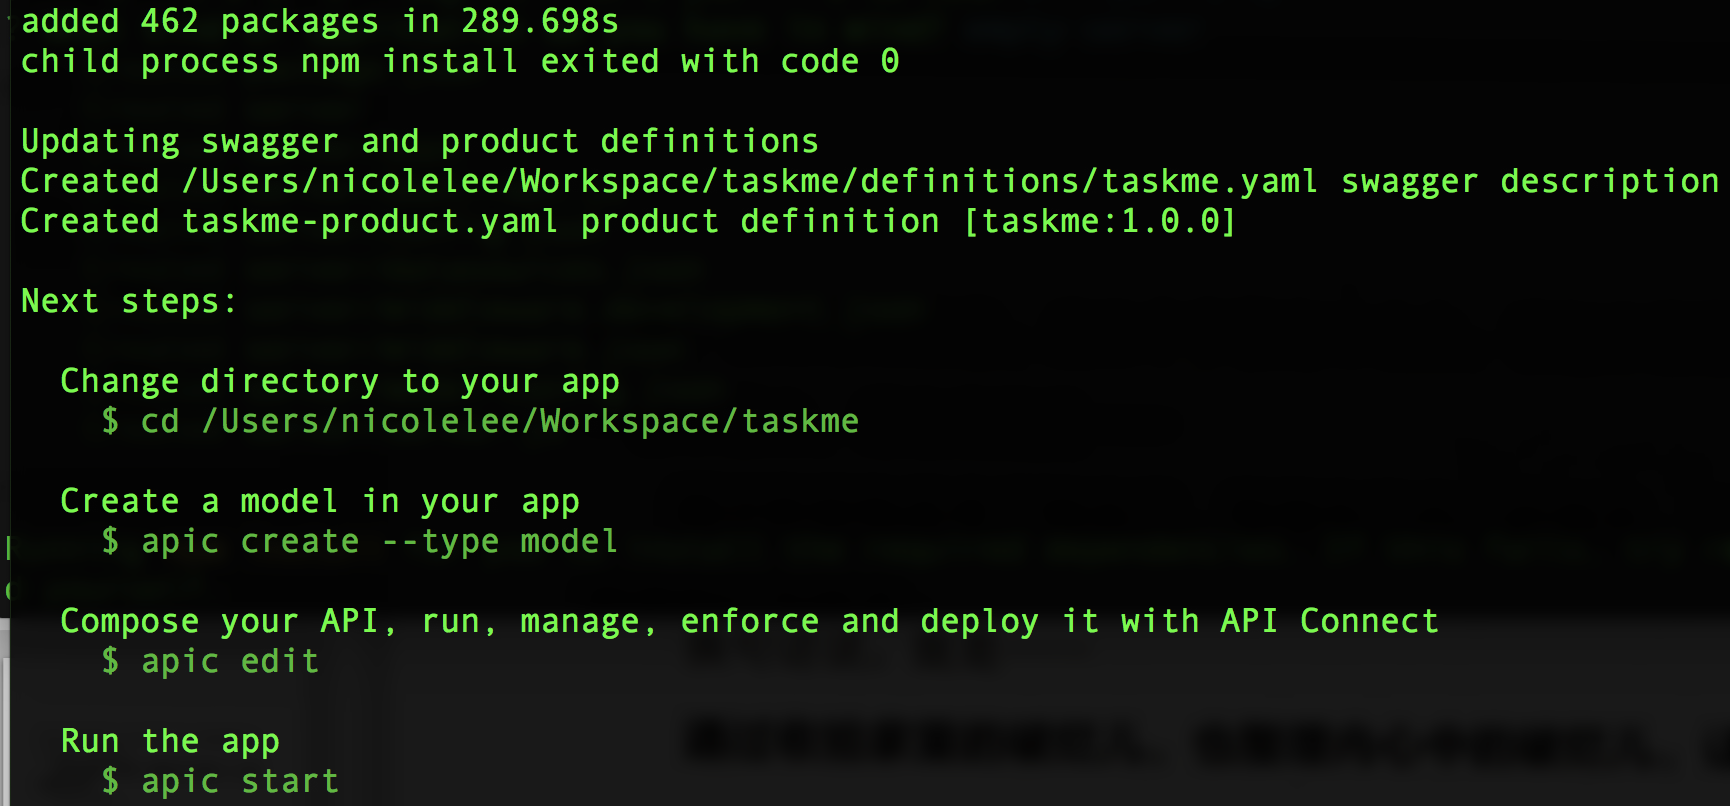 added 462 packages in 289.698s
child process npm install exited with code 0
Updating swagger and product definitions
Created /Users/nicolelee/Workspace/taskme/definitions/taskme.yaml swagger description
Created taskme-product.yaml product definition [taskme:1.0.0]
Next steps:
Change directory to your app
$ cd /Users/nicolelee/Workspace/taskme
Create a model in your app
$ apic create --type model
Compose your API, run, manage, enforce and deploy it with API Connect
$ apic edit
Run the app
$ apic start